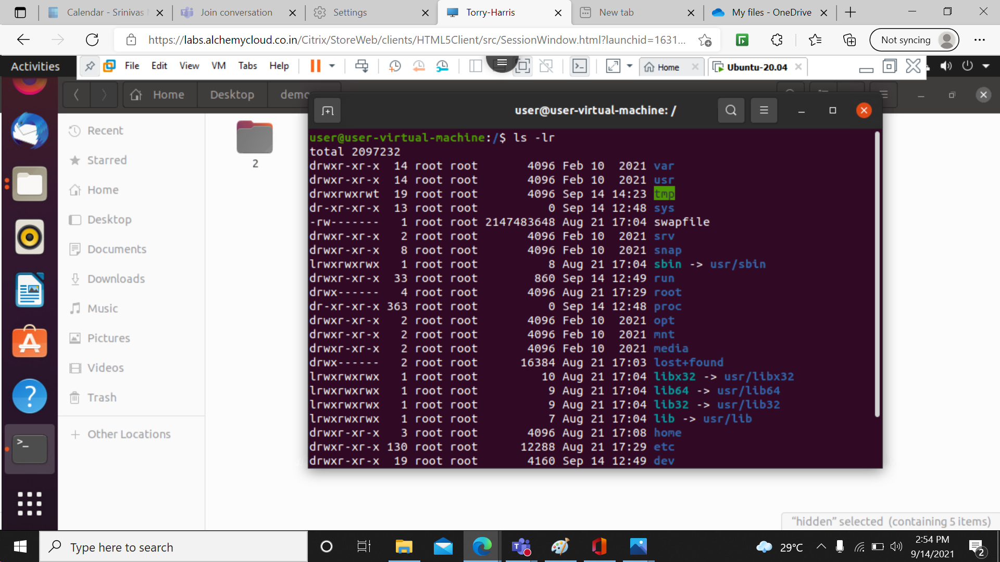 Calendar - Srinivas
Join conversation
Settings
Torry-Harris
New tab
My files - OneDrive
https://labs.alchemycloud.co.in/Citrix/StoreWeb/clients/HTML5Client/src/SessionWindow.html?launchid=1631...
Not syncing
Activities
File Edit View VM Tabs Help
Home
Ubuntu-20.04
Home Desktop demo
user@user-virtual-machine: /
Recent
Starred
Home
Desktop
Documents
Downloads
Music
Pictures
Videos
Trash
+ Other Locations
2
user@user-virtual-machine:/$ ls -lr
total 2097232
drwxr-xr-x 14 root root 4096 Feb 10 2021 var
drwxr-xr-x 14 root root 4096 Feb 10 2021 usr
drwxrwxrwt 19 root root 4096 Sep 14 14:23 tmp
dr-xr-xr-x 13 root root 0 Sep 14 12:48 sys
-rw------- 1 root root 2147483648 Aug 21 17:04 swapfile
drwxr-xr-x 2 root root 4096 Feb 10 2021 srv
drwxr-xr-x 8 root root 4096 Feb 10 2021 snap
lrwxrwxrwx 1 root root 8 Aug 21 17:04 sbin -> usr/sbin
drwxr-xr-x 33 root root 860 Sep 14 12:49 run
drwx------ 4 root root 4096 Aug 21 17:29 root
dr-xr-xr-x 363 root root 0 Sep 14 12:48 proc
drwxr-xr-x 2 root root 4096 Feb 10 2021 opt
drwxr-xr-x 2 root root 4096 Feb 10 2021 mnt
drwxr-xr-x 2 root root 4096 Feb 10 2021 media
drwx------ 2 root root 16384 Aug 21 17:03 lost+found
lrwxrwxrwx 1 root root 10 Aug 21 17:04 libx32 -> usr/libx32
lrwxrwxrwx 1 root root 9 Aug 21 17:04 lib64 -> usr/lib64
lrwxrwxrwx 1 root root 9 Aug 21 17:04 lib32 -> usr/lib32
lrwxrwxrwx 1 root root 7 Aug 21 17:04 lib -> usr/lib
drwxr-xr-x 3 root root 4096 Aug 21 17:08 home
drwxr-xr-x 130 root root 12288 Aug 21 17:29 etc
drwxr-xr-x 19 root root 4160 Sep 14 12:49 dev
“hidden” selected (containing 5 items)
Type here to search
29°C
2:54 PM
9/14/2021
2